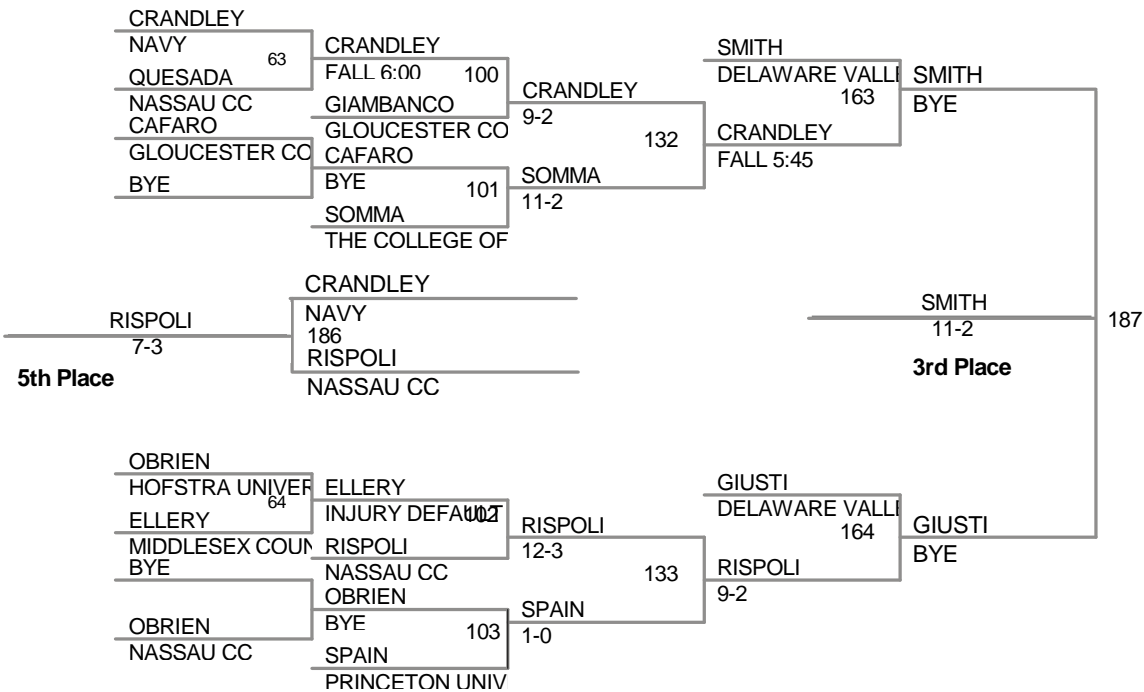 CRANDLEY
NAVY
63
QUESADA
NASSAU CC
CAFARO
GLOUCESTER CO
BYE
CRANDLEY
FALL 6:00
100
GIAMBANCO
GLOUCESTER CO
CAFARO
BYE
101
SOMMA
THE COLLEGE OF
CRANDLEY
9-2
132
SOMMA
11-2
SMITH
DELAWARE VALLE
163
CRANDLEY
FALL 5:45
SMITH
BYE
CRANDLEY
NAVY
186
RISPOLI
NASSAU CC
RISPOLI
7-3
5th Place
SMITH
11-2
3rd Place
187
OBRIEN
HOFSTRA UNIVER
64
ELLERY
MIDDLESEX COUN
BYE
OBRIEN
NASSAU CC
ELLERY
INJURY DEFAULT
102
RISPOLI
NASSAU CC
OBRIEN
BYE
103
SPAIN
PRINCETON UNIV
RISPOLI
12-3
133
SPAIN
1-0
GIUSTI
DELAWARE VALLE
164
RISPOLI
9-2
GIUSTI
BYE